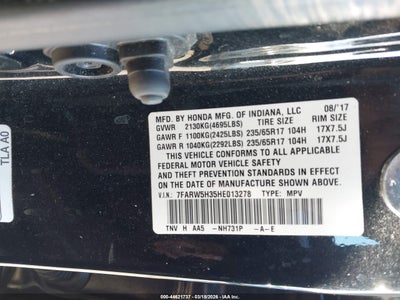 TLA A0
MFD. BY HONDA MFG. OF INDIANA, LLC 08/'17
GVWR 2130KG(4695LBS) TIRE SIZE RIM SIZE
GAWR F 1100KG(2425LBS) 235/65R17 104H 17X7.5J
GAWR R 1040KG(2292LBS) 235/65R17 104H 17X7.5J
THIS VEHICLE CONFORMS TO ALL APPLICABLE
FEDERAL MOTOR VEHICLE SAFETY
AND THEFT PREVENTION STANDARDS IN EFFECT
ON THE DATE OF MANUFACTURE SHOWN ABOVE.
V.I.N.: 7FARW5H35HE013278 TYPE: MPV
TNV H AA5 -NH731P -A-E
000-44621737 - 03/18/2026 - IAAI